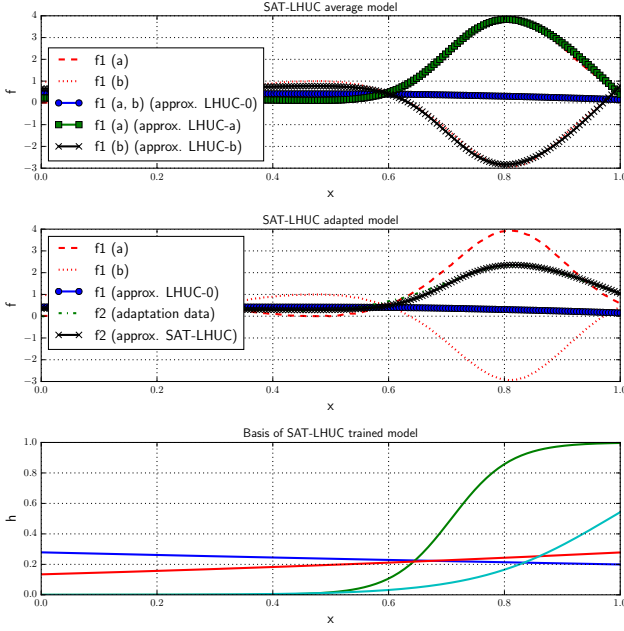 SAT-LHUC average model
4
3
2
1
0
−1
−2
−3
f
f1 (a)
f1 (b)
f1 (a, b) (approx. LHUC-0)
f1 (a) (approx. LHUC-a)
f1 (b) (approx. LHUC-b)
0.0 0.2 0.4 0.6 0.8 1.0
x
SAT-LHUC adapted model
4
3
2
1
0
−1
−2
−3
f
f1 (a)
f1 (b)
f1 (approx. LHUC-0)
f2 (adaptation data)
f2 (approx. SAT-LHUC)
0.0 0.2 0.4 0.6 0.8 1.0
x
Basis of SAT-LHUC trained model
1.0
0.8
0.6
0.4
0.2
0.0
h
0.0 0.2 0.4 0.6 0.8 1.0
x